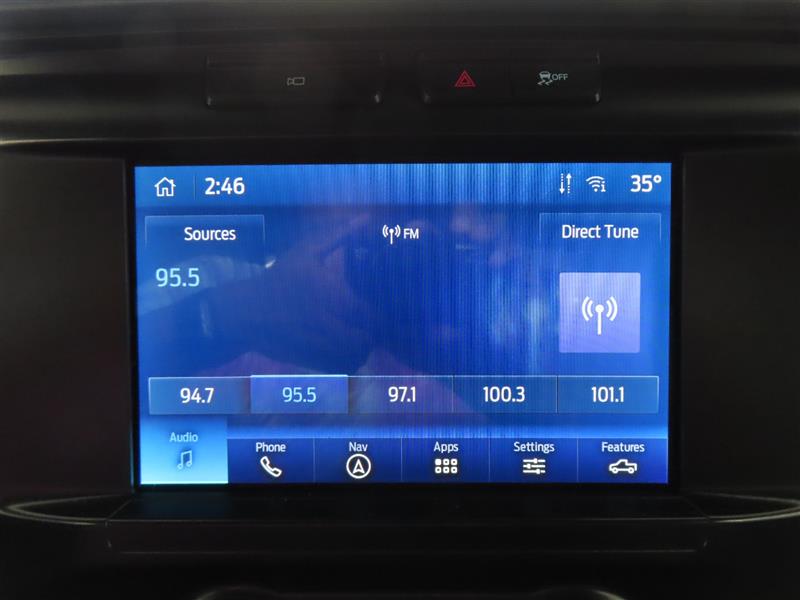 OFF
2:46 35°
Sources FM Direct Tune
95.5
94.7 95.5 97.1 100.3 101.1
Audio Phone Nav Apps Settings Features